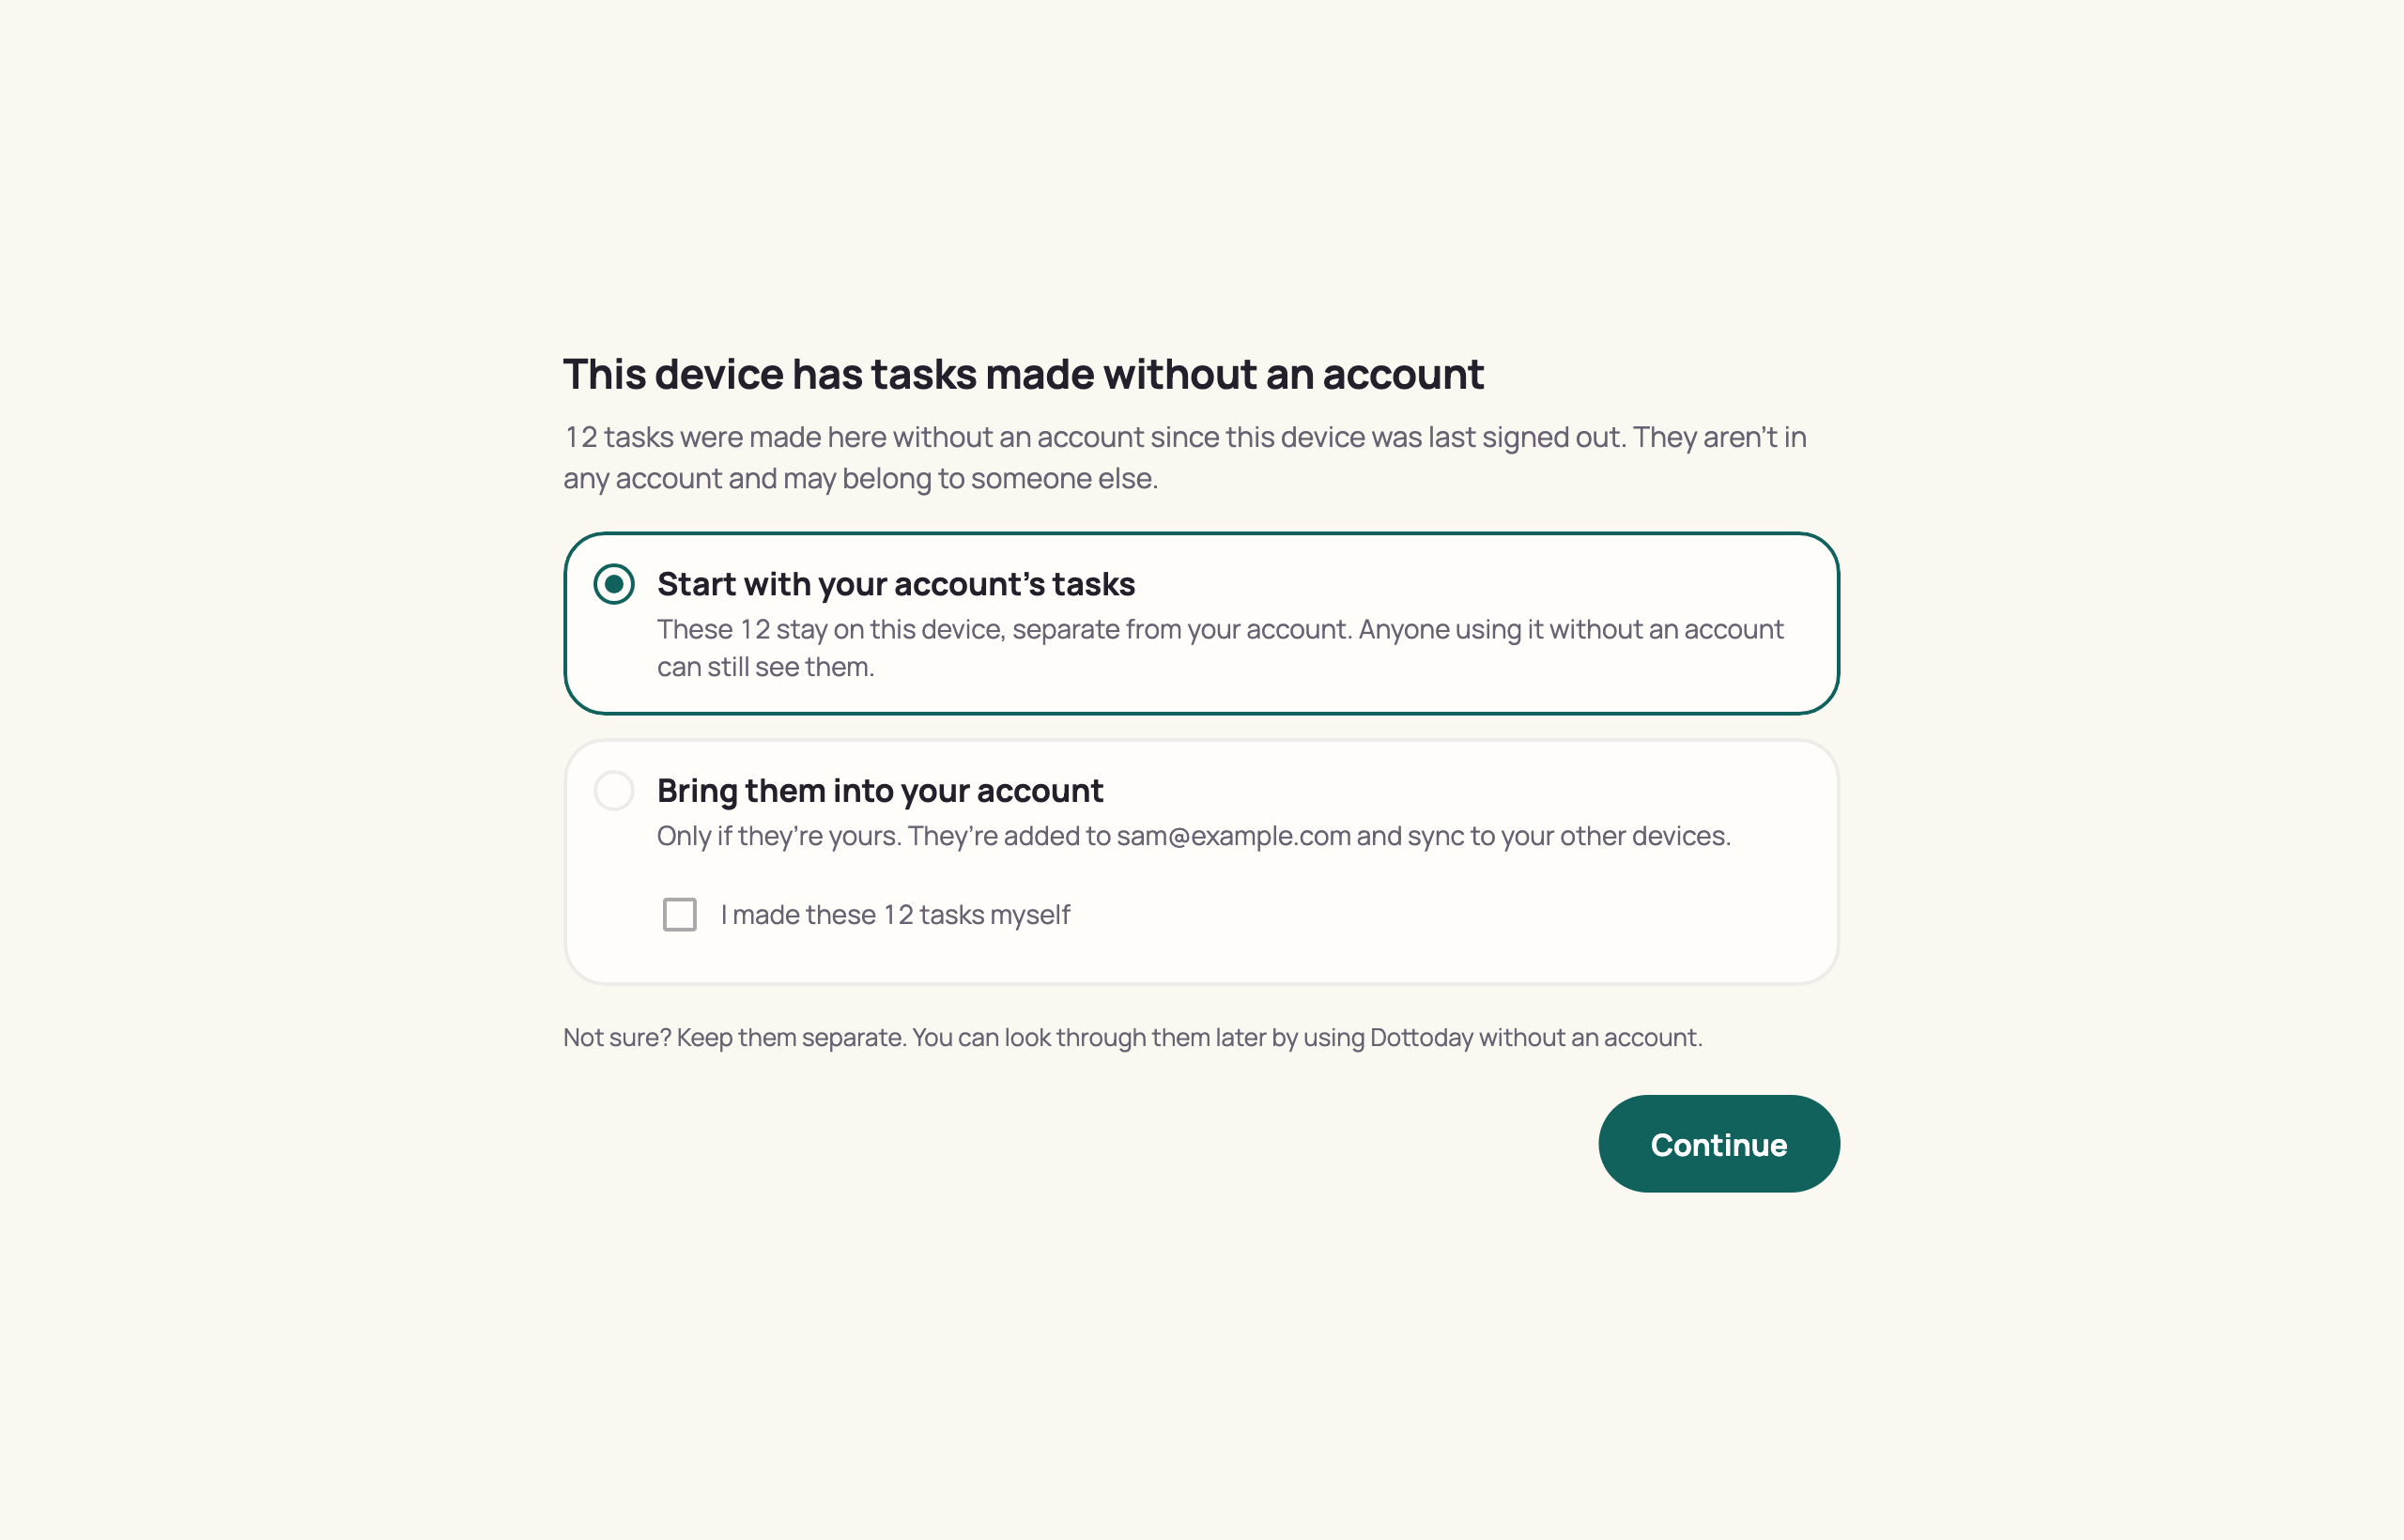 This device has tasks made without an account
12 tasks were made here without an account since this device was last signed out. They aren’t in
any account and may belong to someone else.
Start with your account’s tasks
These 12 stay on this device, separate from your account. Anyone using it without an account
can still see them.
Bring them into your account
Only if they’re yours. They’re added to sam@example.com and sync to your other devices.
I made these 12 tasks myself
Not sure? Keep them separate. You can look through them later by using Dottoday without an account.
Continue